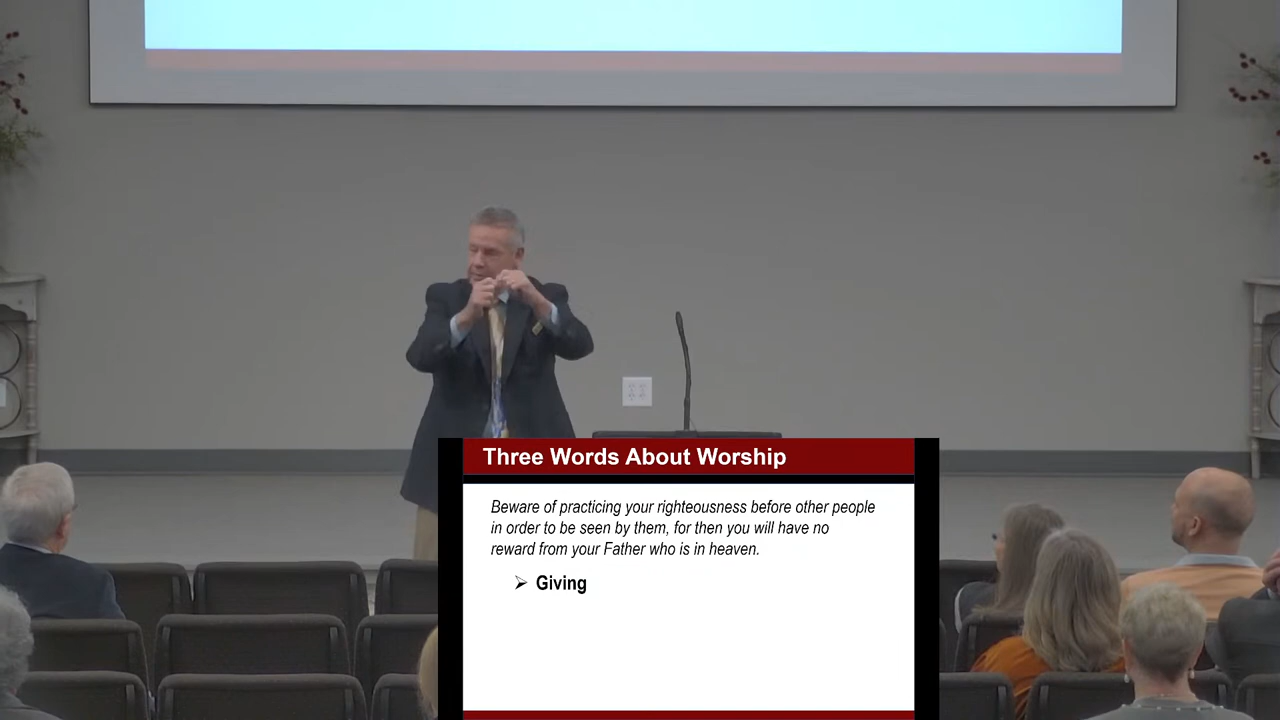 Three Words About Worship
Beware of practicing your righteousness before other people
in order to be seen by them, for then you will have no
reward from your Father who is in heaven.
➢ Giving